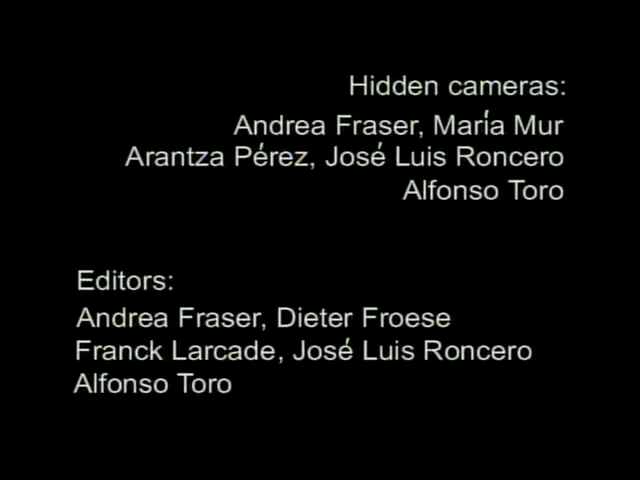 Hidden cameras:
Andrea Fraser, María Mur
Arantza Pérez, José Luis Roncero
Alfonso Toro
Editors:
Andrea Fraser, Dieter Froese
Franck Larcade, José Luis Roncero
Alfonso Toro